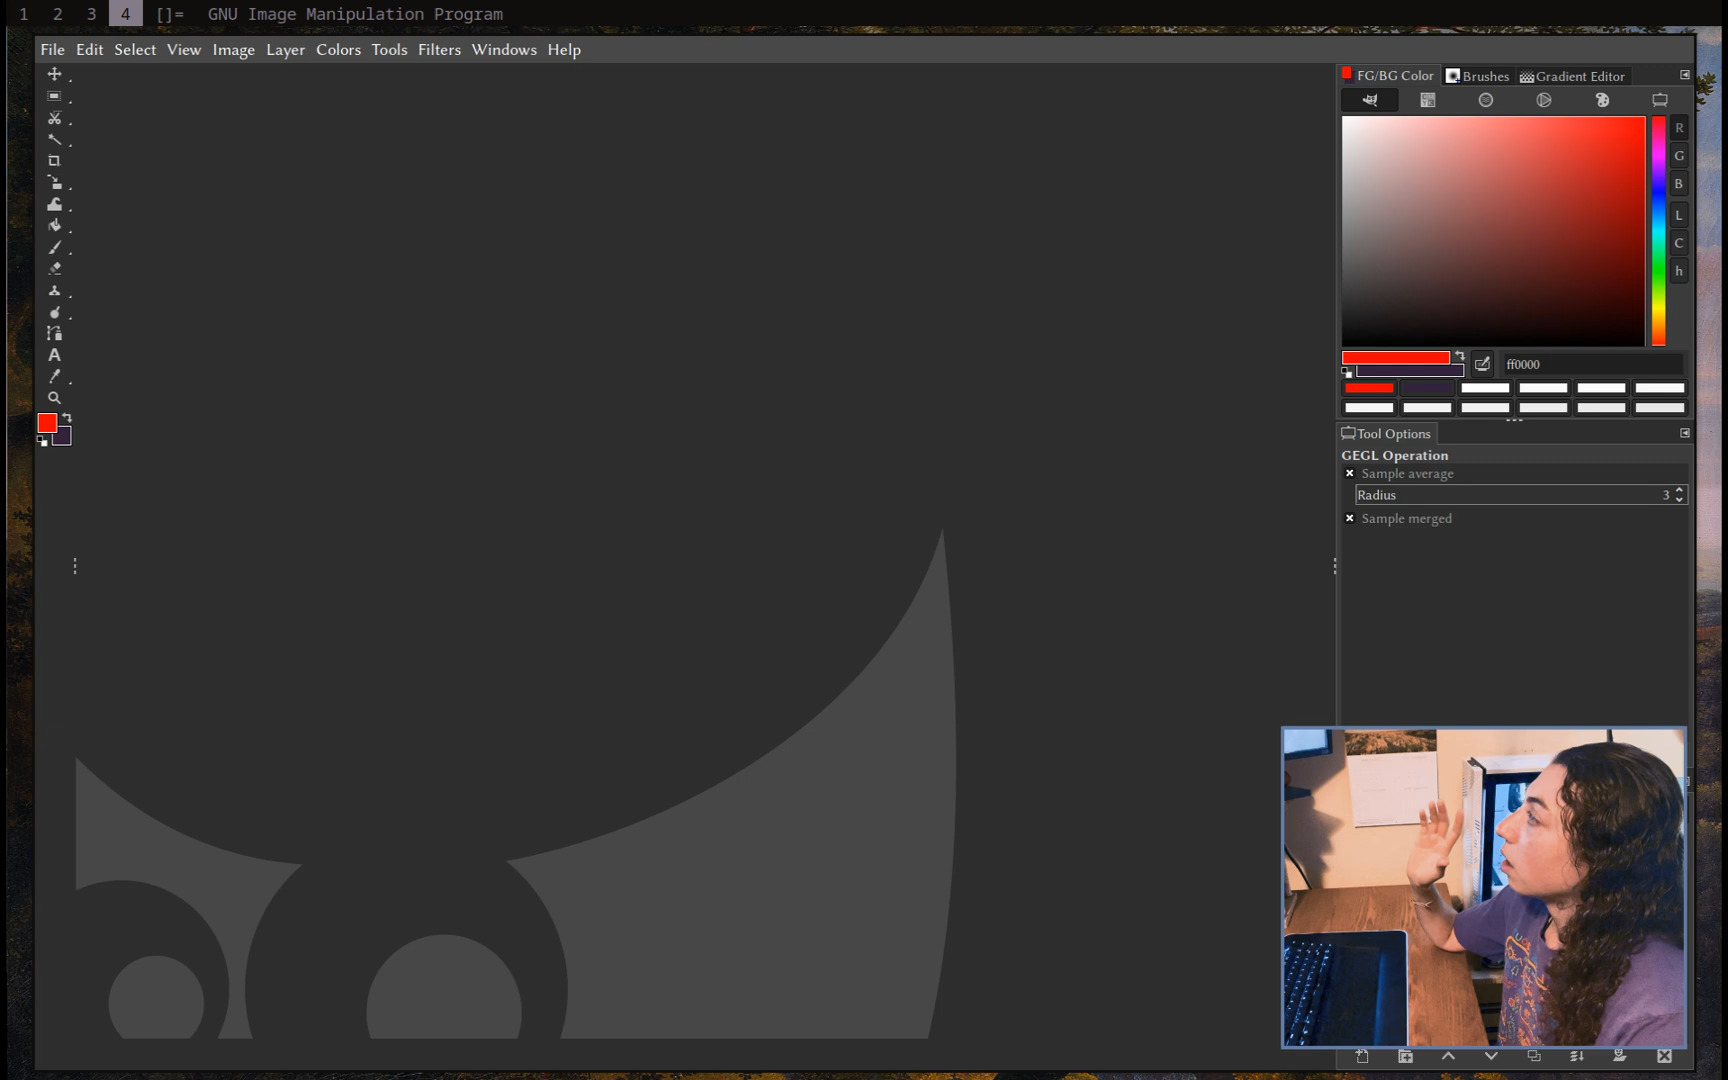 1 2 3 4 []= GNU Image Manipulation Program
File Edit Select View Image Layer Colors Tools Filters Windows Help
FG/BG Color Brushes Gradient Editor
R
G
B
L
C
h
ff0000
A
Tool Options
GEGL Operation
Sample average
Radius 3
Sample merged